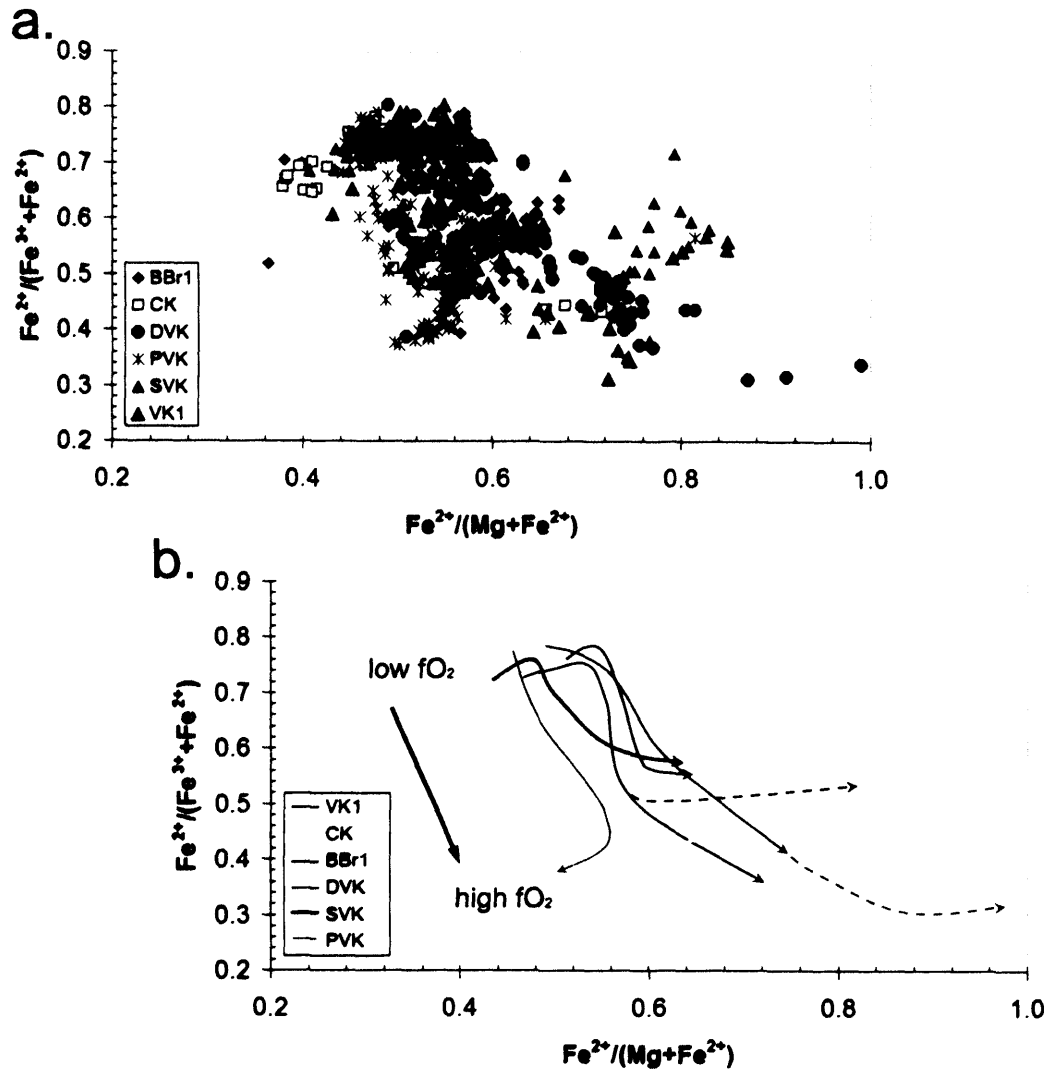 a.
0.9
0.8
0.7
0.6
0.5
0.4
0.3
0.2
Fe²⁺/(Fe³⁺+Fe²⁺)
BBr1
CK
DVK
PVK
SVK
VK1
0.2 0.4 0.6 0.8 1.0
Fe²⁺/(Mg+Fe²⁺)
b.
0.9
0.8
0.7
0.6
0.5
0.4
0.3
0.2
Fe²⁺/(Fe³⁺+Fe²⁺)
low fO₂
high fO₂
VK1
CK
BBr1
DVK
SVK
PVK
0.2 0.4 0.6 0.8 1.0
Fe²⁺/(Mg+Fe²⁺)